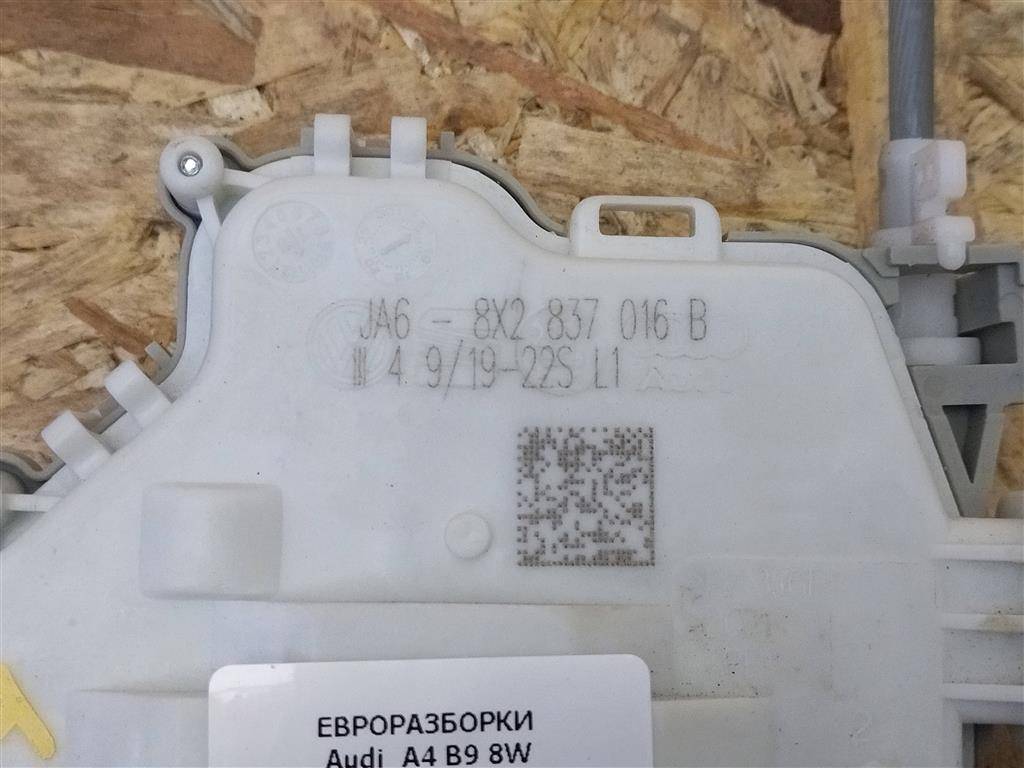 JA6 - 8X2 837 016 B
4 9/19-22S L1
ЕВРОРАЗБОРКИ
Audi A4 B9 8W